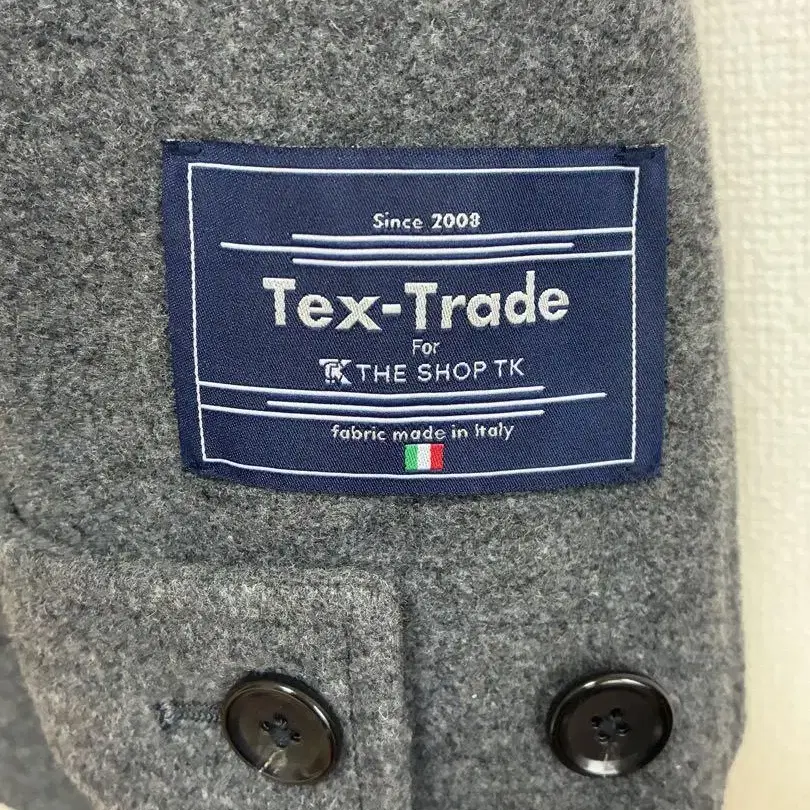 Since 2008
Tex-Trade
For
TK THE SHOP TK
fabric made in Italy